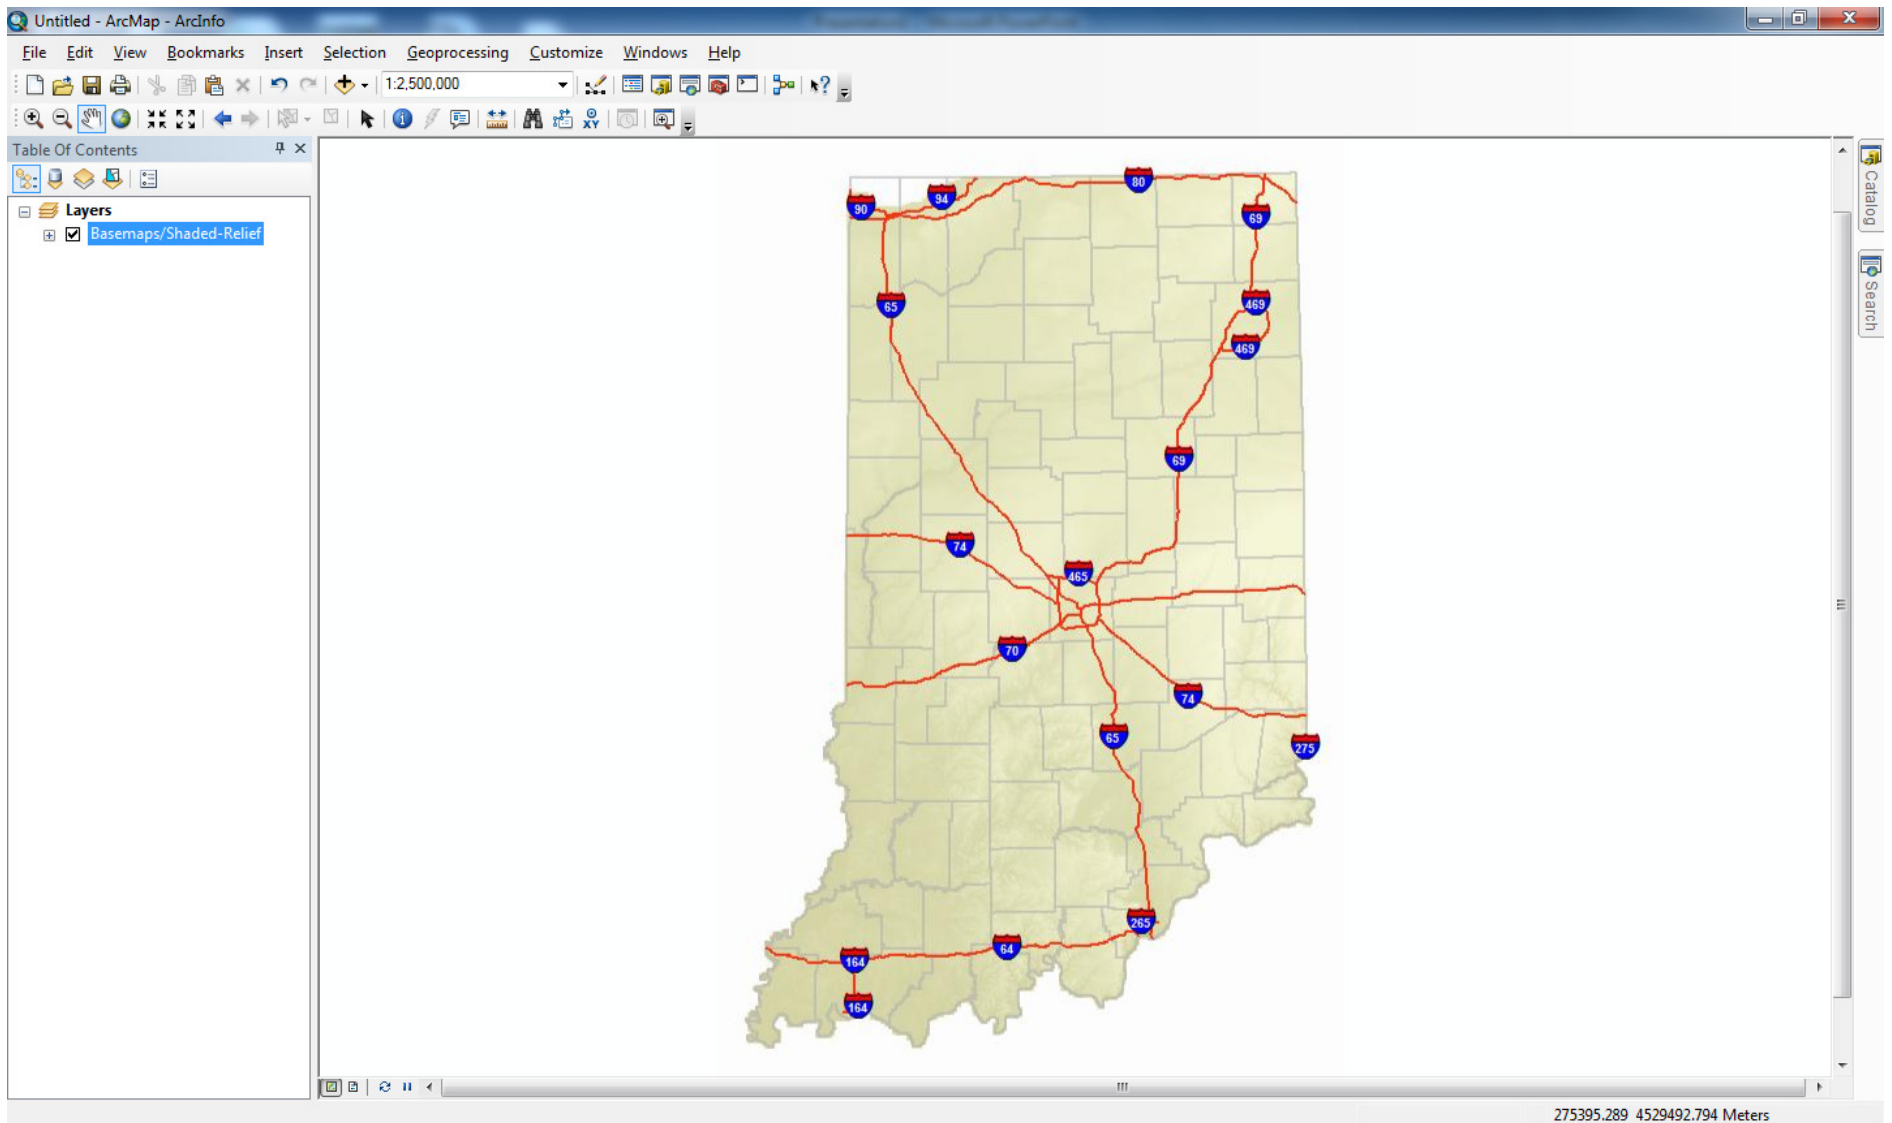 Untitled - ArcMap - ArcInfo
File Edit View Bookmarks Insert Selection Geoprocessing Customize Windows Help
1:2,500,000
Table Of Contents
Layers
Basemaps/Shaded-Relief
Catalog
Search
80
94
90
69
469
65
469
69
74
465
70
74
65
275
265
64
164
164
275395.289 4529492.794 Meters